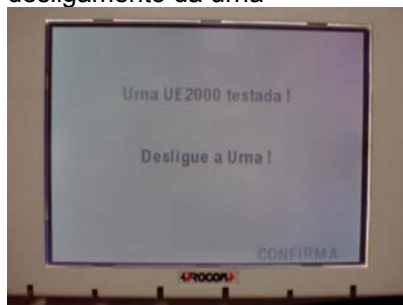 desligamento da urna
Urna UE2000 testada !
Desligue a Urna !
CONFIRMA
PROCOMP